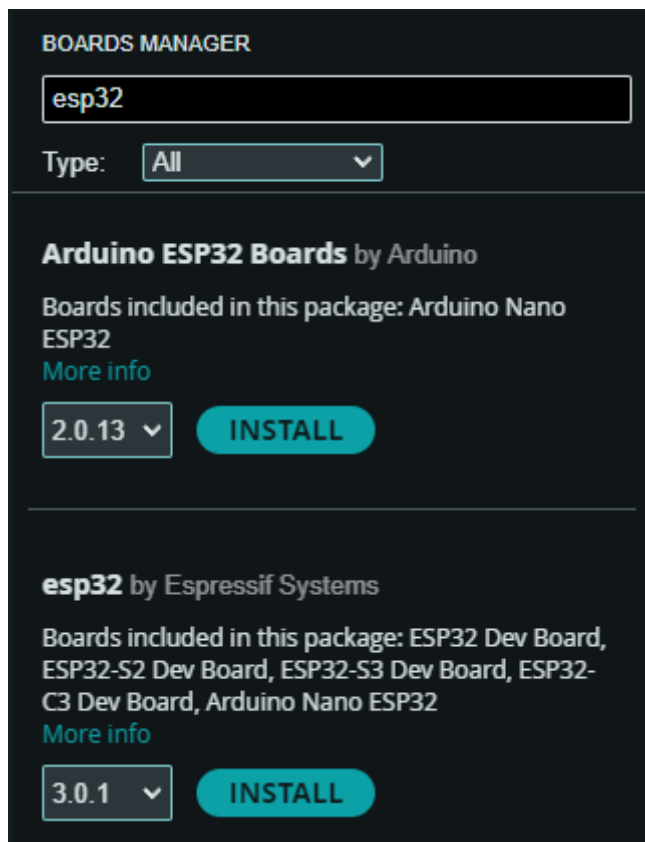 BOARDS MANAGER
esp32
Type: All
Arduino ESP32 Boards by Arduino
Boards included in this package: Arduino Nano
ESP32
More info
2.0.13 INSTALL
esp32 by Espressif Systems
Boards included in this package: ESP32 Dev Board,
ESP32-S2 Dev Board, ESP32-S3 Dev Board, ESP32-
C3 Dev Board, Arduino Nano ESP32
More info
3.0.1 INSTALL